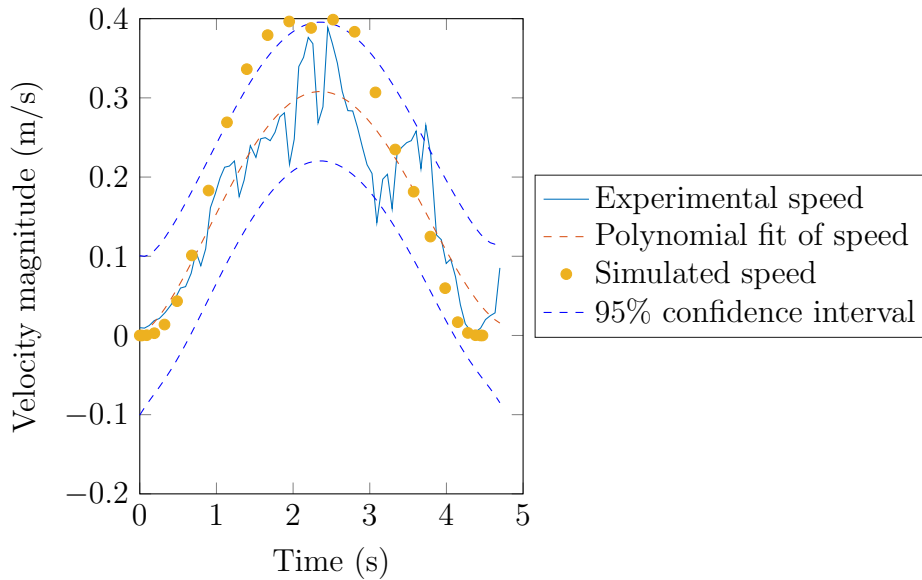 0.4
0.3
0.2
0.1
0
−0.1
−0.2
Velocity magnitude (m/s)
0 1 2 3 4 5
Time (s)
Experimental speed
Polynomial fit of speed
Simulated speed
95% confidence interval